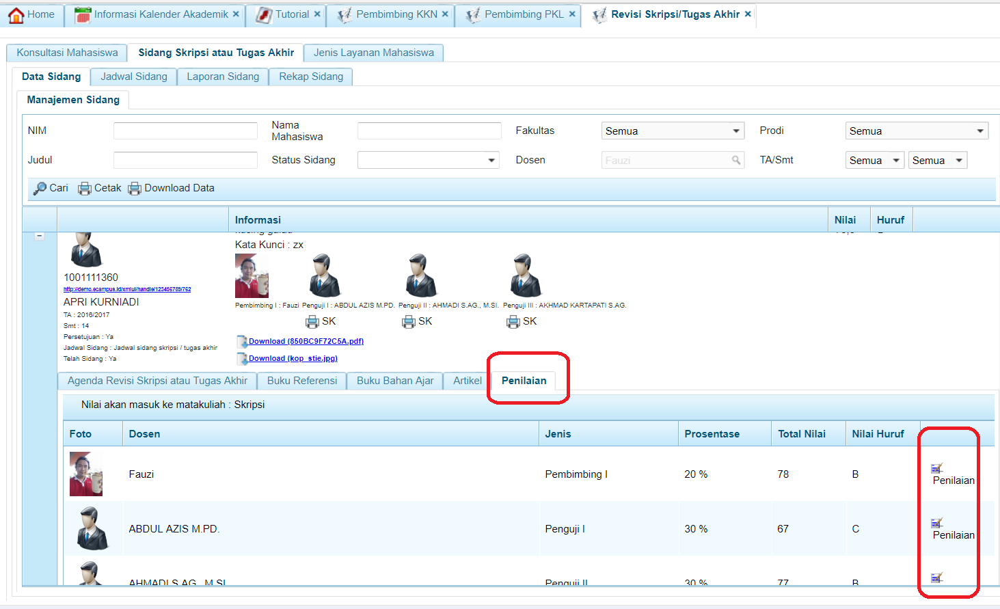 Home
Informasi Kalender Akademik
Tutorial
Pembimbing KKN
Pembimbing PKL
Revisi Skripsi/Tugas Akhir
Konsultasi Mahasiswa
Sidang Skripsi atau Tugas Akhir
Jenis Layanan Mahasiswa
Data Sidang
Jadwal Sidang
Laporan Sidang
Rekap Sidang
Manajemen Sidang
NIM
Nama Mahasiswa
Fakultas
Semua
Prodi
Semua
Judul
Status Sidang
Dosen
Fauzi
TA/Smt
Semua
Semua
Cari
Cetak
Download Data
Informasi
Nilai
Huruf
Kata Kunci : zx
1001111360
http://demo.ecampus.id/xmlui/handle/123456789/762
APRI KURNIADI
TA : 2016/2017
Smt : 14
Persetujuan : Ya
Jadwal Sidang : Jadwal sidang skripsi / tugas akhir
Telah Sidang : Ya
Pembimbing I : Fauzi
Penguji I : ABDUL AZIS M.PD.
Penguji II : AHMADI S.AG., M.SI.
Penguji III : AKHMAD KARTAPATI S.AG.
SK
SK
SK
Download (850BC9F72C5A.pdf)
Download (kop_stie.jpg)
Agenda Revisi Skripsi atau Tugas Akhir
Buku Referensi
Buku Bahan Ajar
Artikel
Penilaian
Nilai akan masuk ke matakuliah : Skripsi
Foto
Dosen
Jenis
Prosentase
Total Nilai
Nilai Huruf
Fauzi
Pembimbing I
20 %
78
B
Penilaian
ABDUL AZIS M.PD.
Penguji I
30 %
67
C
Penilaian
AHMADI S.AG., M.SI.
Penguji II
30 %
77
B